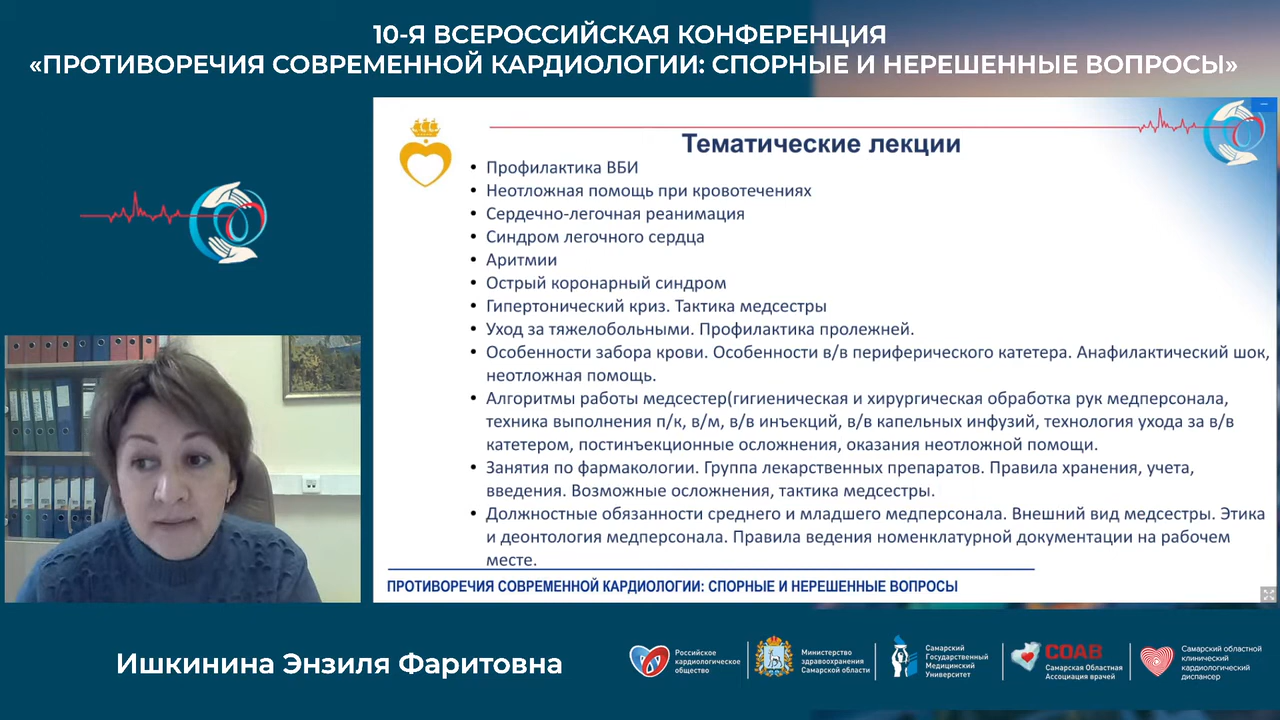 10-Я ВСЕРОССИЙСКАЯ КОНФЕРЕНЦИЯ
«ПРОТИВОРЕЧИЯ СОВРЕМЕННОЙ КАРДИОЛОГИИ: СПОРНЫЕ И НЕРЕШЕННЫЕ ВОПРОСЫ»
Тематические лекции
• Профилактика ВБИ
• Неотложная помощь при кровотечениях
• Сердечно-легочная реанимация
• Синдром легочного сердца
• Аритмии
• Острый коронарный синдром
• Гипертонический криз. Тактика медсестры
• Уход за тяжелобольными. Профилактика пролежней.
• Особенности забора крови. Особенности в/в периферического катетера. Анафилактический шок,
неотложная помощь.
• Алгоритмы работы медсестер(гигиеническая и хирургическая обработка рук медперсонала,
техника выполнения п/к, в/м, в/в инъекций, в/в капельных инфузий, технология ухода за в/в
катетером, постинъекционные осложнения, оказания неотложной помощи.
• Занятия по фармакологии. Группа лекарственных препаратов. Правила хранения, учета,
введения. Возможные осложнения, тактика медсестры.
• Должностные обязанности среднего и младшего медперсонала. Внешний вид медсестры. Этика
и деонтология медперсонала. Правила ведения номенклатурной документации на рабочем
месте.
ПРОТИВОРЕЧИЯ СОВРЕМЕННОЙ КАРДИОЛОГИИ: СПОРНЫЕ И НЕРЕШЕННЫЕ ВОПРОСЫ
Ишкинина Энзиля Фаритовна
Российское
кардиологическое
общество
Министерство
здравоохранения
Самарской области
Самарский
Государственный
Медицинский
Университет
СОАВ
Самарская Областная
Ассоциация врачей
Самарский областной
клинический
кардиологический
диспансер